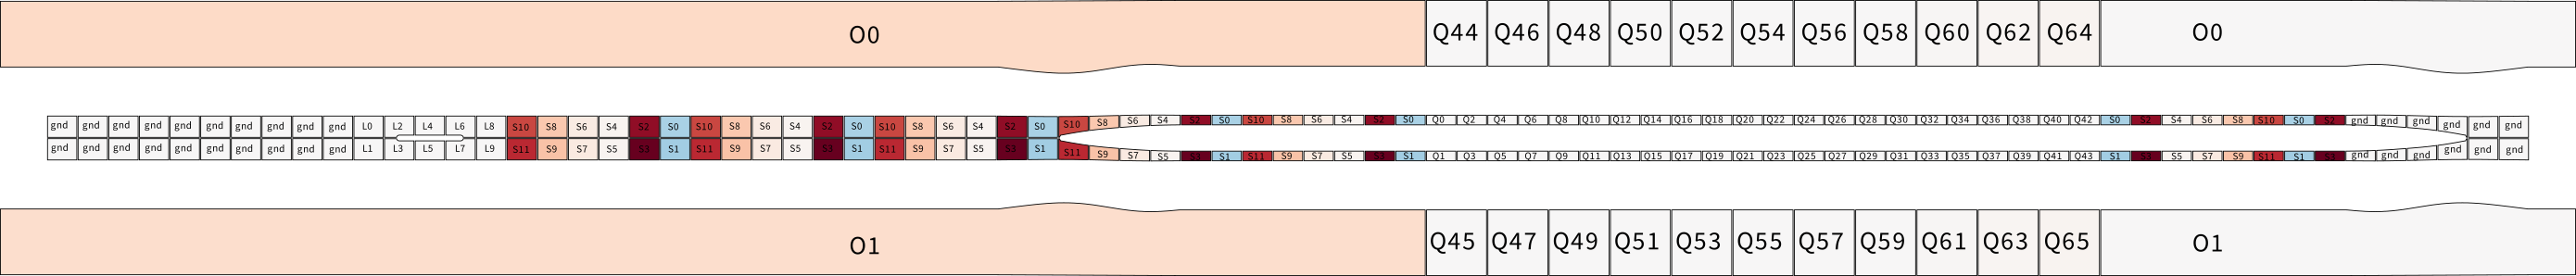 O0 Q44 Q46 Q48 Q50 Q52 Q54 Q56 Q58 Q60 Q62 Q64 O0
gnd gnd gnd gnd gnd gnd gnd gnd gnd gnd L0 L2 L4 L6 L8 S10 S8 S6 S4 S2 S0 S10 S8 S6 S4 S2 S0 S10 S8 S6 S4 S2 S0 S10 S8 S6 S4 S2 S0 S10 S8 S6 S4 S2 S0 Q0 Q2 Q4 Q6 Q8 Q10 Q12 Q14 Q16 Q18 Q20 Q22 Q24 Q26 Q28 Q30 Q32 Q34 Q36 Q38 Q40 Q42 S0 S2 S4 S6 S8 S10 S0 S2 gnd gnd gnd gnd gnd gnd
gnd gnd gnd gnd gnd gnd gnd gnd gnd gnd L1 L3 L5 L7 L9 S11 S9 S7 S5 S3 S1 S11 S9 S7 S5 S3 S1 S11 S9 S7 S5 S3 S1 S11 S9 S7 S5 S3 S1 S11 S9 S7 S5 S3 S1 Q1 Q3 Q5 Q7 Q9 Q11 Q13 Q15 Q17 Q19 Q21 Q23 Q25 Q27 Q29 Q31 Q33 Q35 Q37 Q39 Q41 Q43 S1 S3 S5 S7 S9 S11 S1 S3 gnd gnd gnd gnd gnd gnd
O1 Q45 Q47 Q49 Q51 Q53 Q55 Q57 Q59 Q61 Q63 Q65 O1